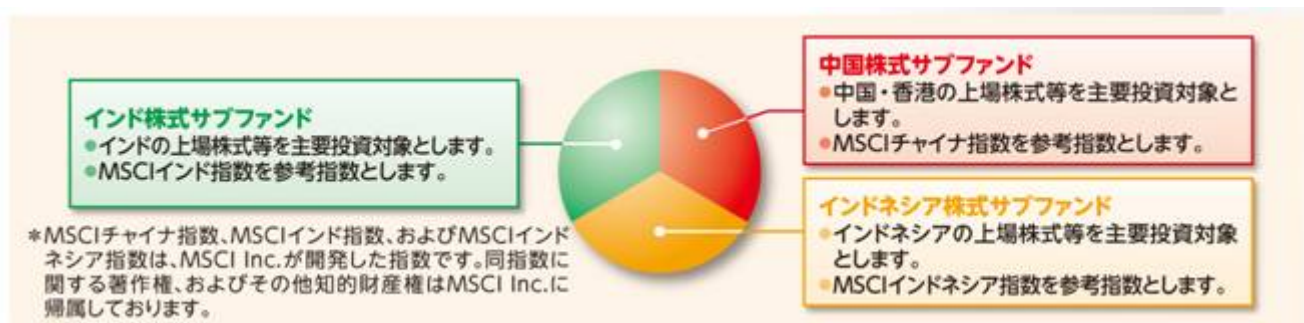 インド株式サブファンド
●インドの上場株式等を主要投資対象とします。
●MSCIインド指数を参考指数とします。
中国株式サブファンド
●中国・香港の上場株式等を主要投資対象と
します。
●MSCIチャイナ指数を参考指数とします。
インドネシア株式サブファンド
●インドネシアの上場株式等を主要投資対象
とします。
●MSCIインドネシア指数を参考指数とします。
＊MSCIチャイナ指数、MSCIインド指数、およびMSCIインド
ネシア指数は、MSCI Inc.が開発した指数です。同指数に
関する著作権、およびその他知的財産権はMSCI Inc.に
帰属しております。